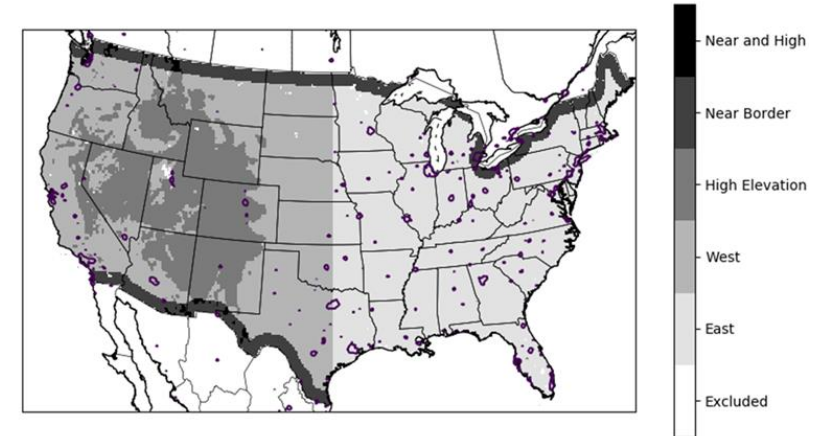 Near and High
Near Border
High Elevation
West
East
Excluded